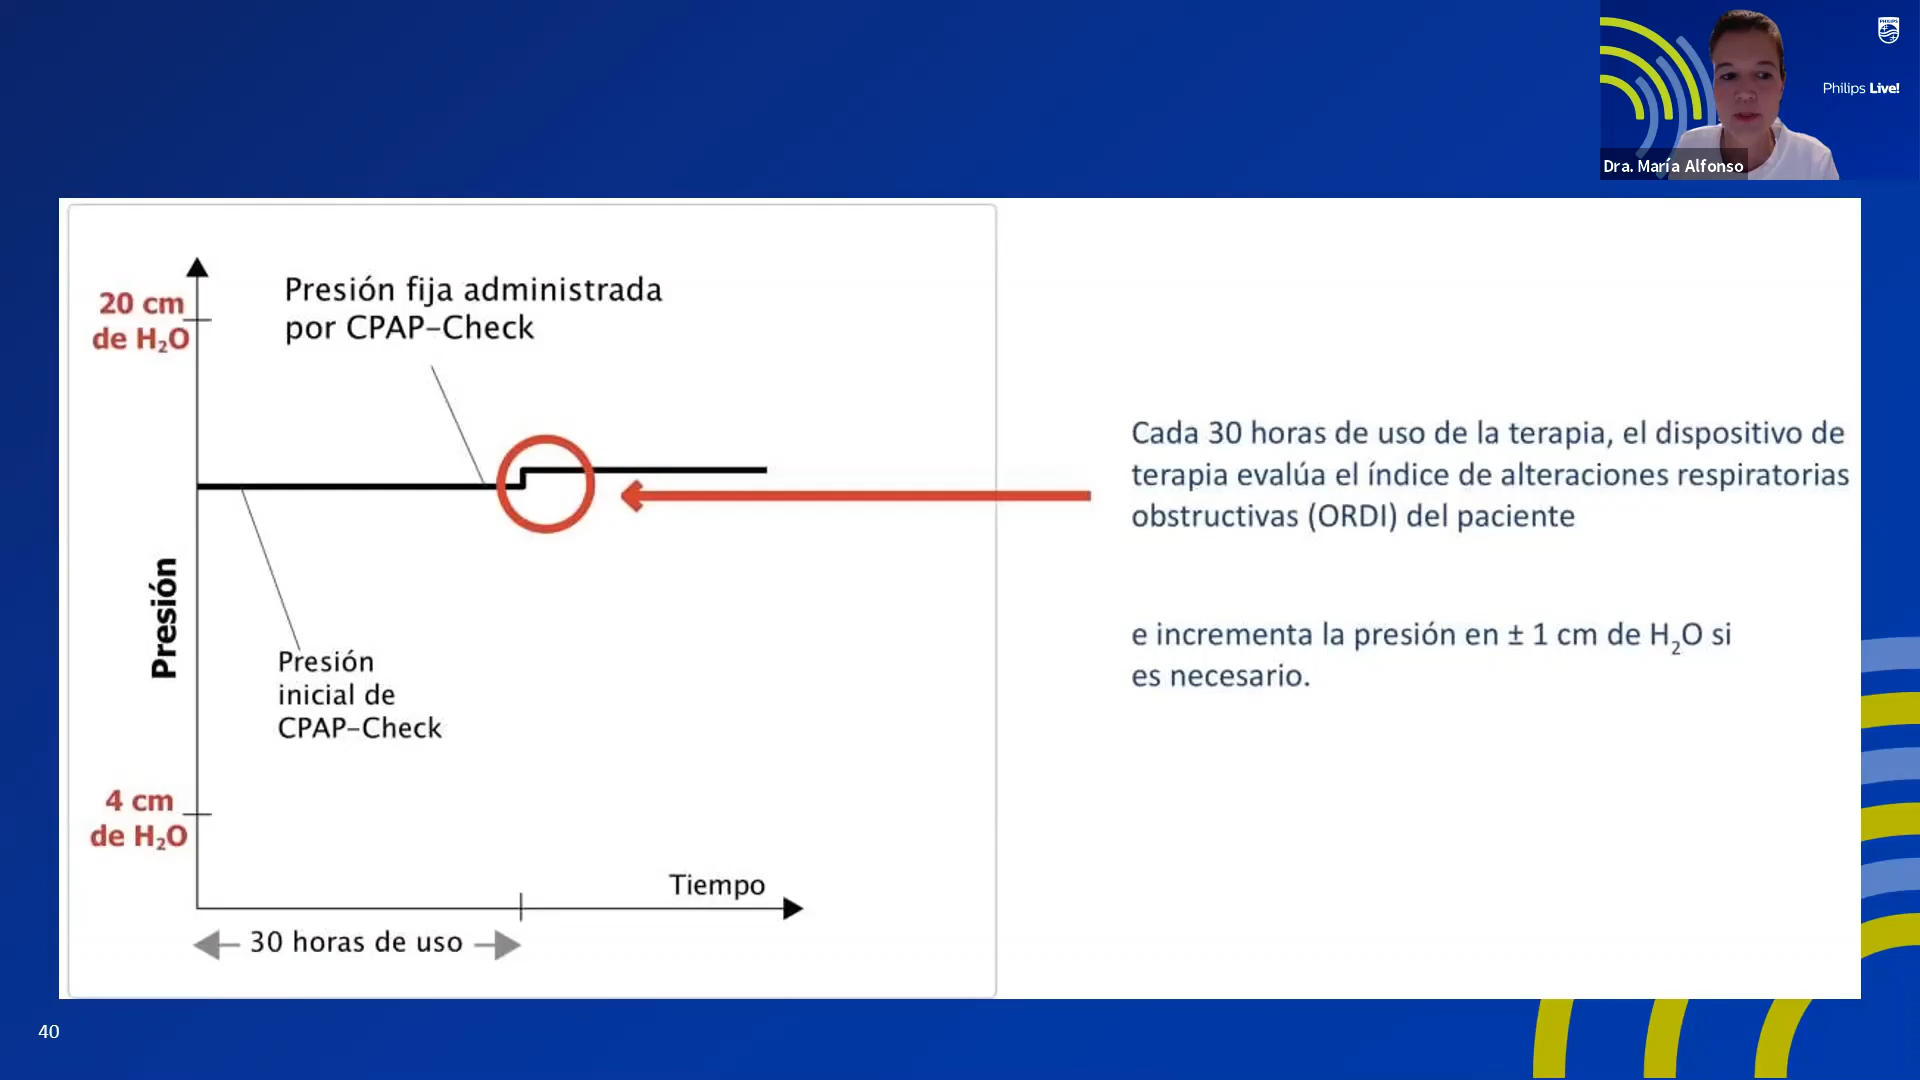 PHILIPS
Philips Live!
Dra. María Alfonso
20 cm
de H₂O
Presión fija administrada
por CPAP–Check
Presión
Presión
inicial de
CPAP–Check
4 cm
de H₂O
Tiempo
30 horas de uso
Cada 30 horas de uso de la terapia, el dispositivo de
terapia evalúa el índice de alteraciones respiratorias
obstructivas (ORDI) del paciente
e incrementa la presión en ± 1 cm de H₂O si
es necesario.
40